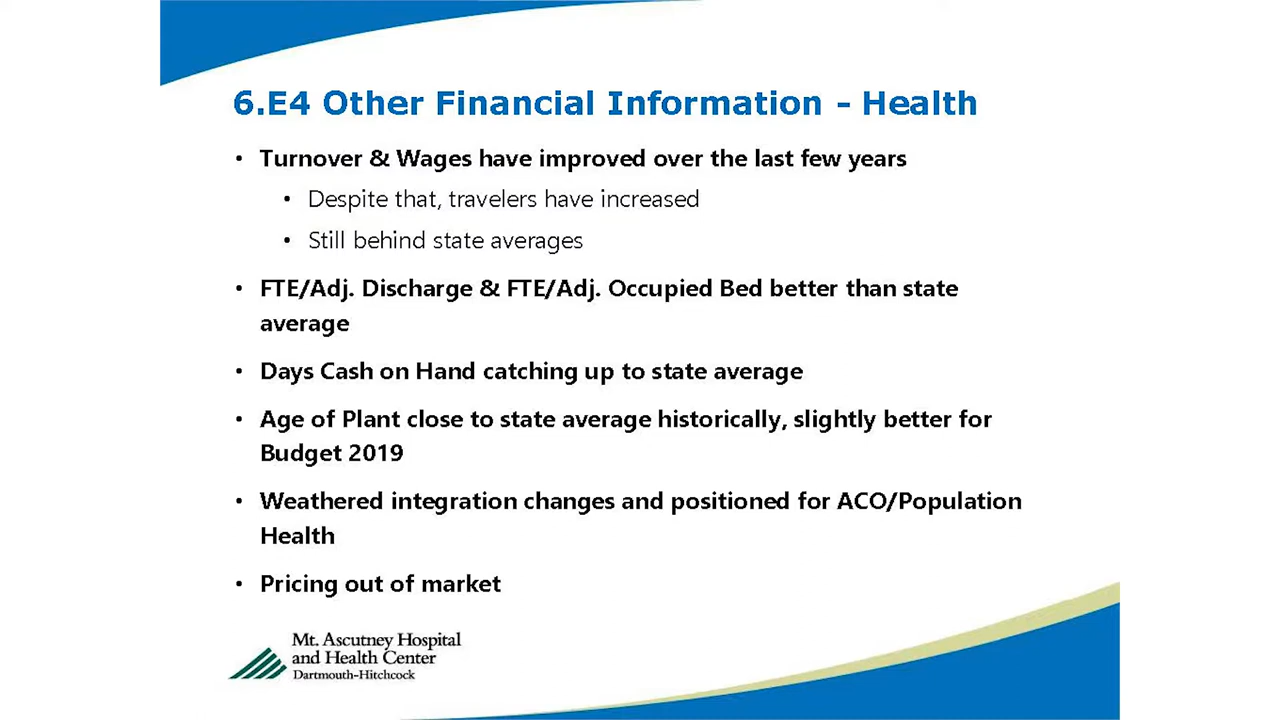 6.E4 Other Financial Information - Health
• Turnover & Wages have improved over the last few years
• Despite that, travelers have increased
• Still behind state averages
• FTE/Adj. Discharge & FTE/Adj. Occupied Bed better than state
average
• Days Cash on Hand catching up to state average
• Age of Plant close to state average historically, slightly better for
Budget 2019
• Weathered integration changes and positioned for ACO/Population
Health
• Pricing out of market
Mt. Ascutney Hospital
and Health Center
Dartmouth-Hitchcock